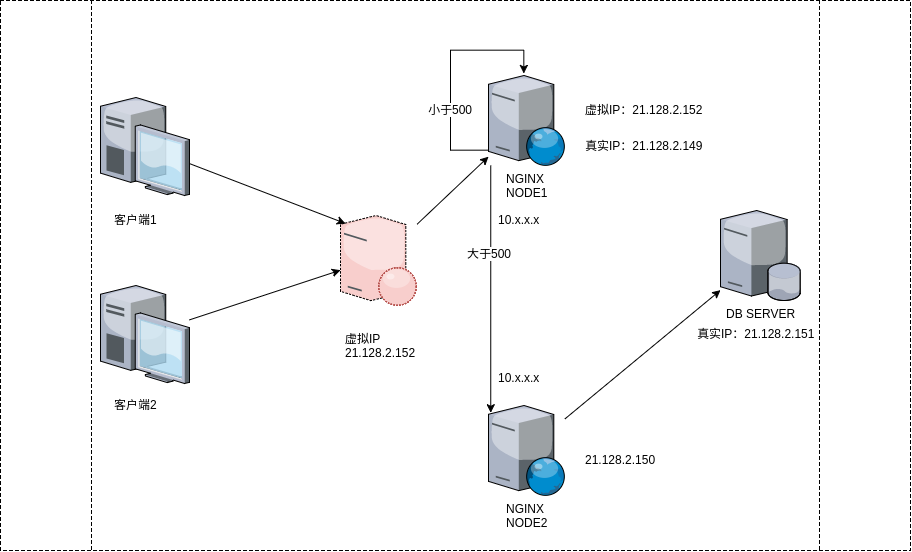 小于500
虚拟IP：21.128.2.152
真实IP：21.128.2.149
NGINX
NODE1
客户端1
10.x.x.x
大于500
DB SERVER
真实IP：21.128.2.151
虚拟IP
21.128.2.152
10.x.x.x
客户端2
21.128.2.150
NGINX
NODE2